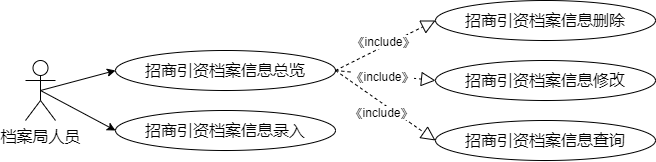 招商引资档案信息删除
《include》
招商引资档案信息总览
《include》
招商引资档案信息修改
档案局人员
招商引资档案信息录入
《include》
招商引资档案信息查询